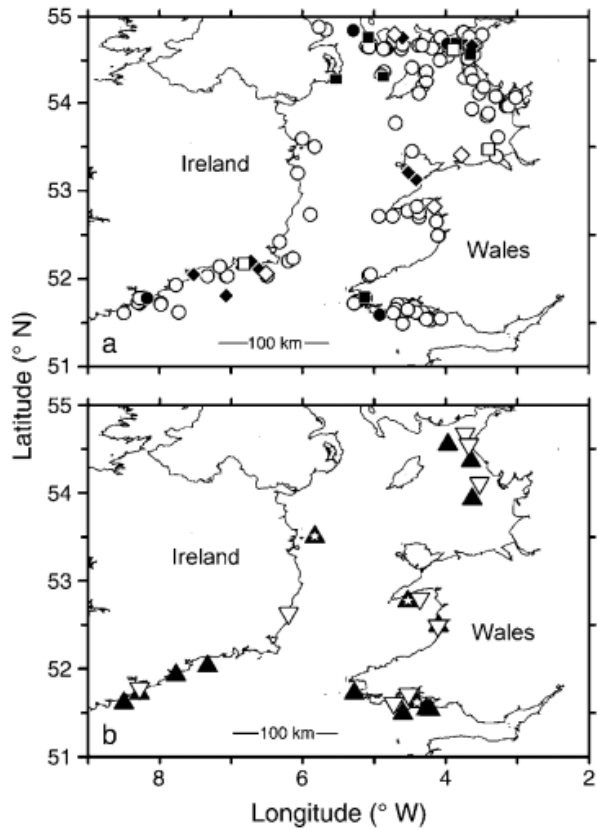 55
54
Ireland
53
Wales
52
a
100 km
51
Latitude (° N)
55
54
Ireland
53
Wales
52
b
100 km
51
8
6
4
2
Longitude (° W)